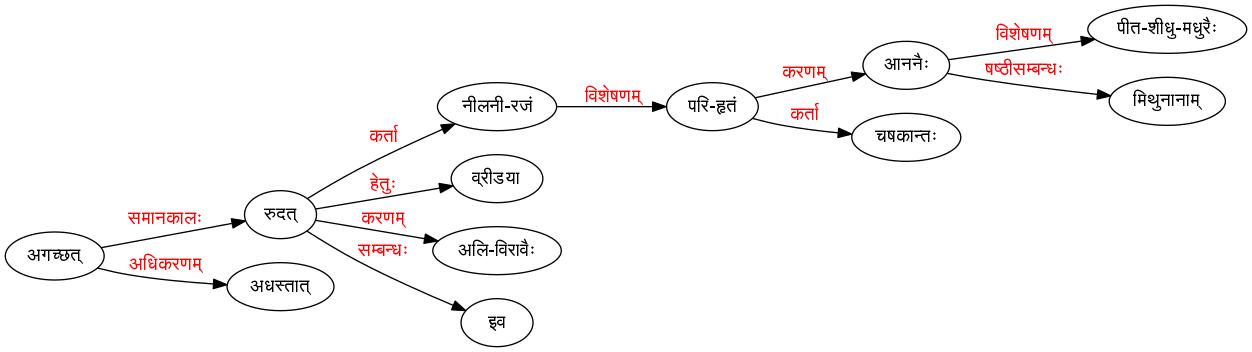 पीत-शीधु-मधुरैः
विशेषणम्
आननैः
करणम्
षष्ठीसम्बन्धः
नीलनी-रजं
विशेषणम्
परि-हृतं
मिथुनानाम्
कर्ता
कर्ता
चषकान्तः
व्रीडया
हेतुः
समानकालः
रुदत्
करणम्
अलि-विरावैः
सम्बन्धः
अगच्छत्
अधिकरणम्
अधस्तात्
इव